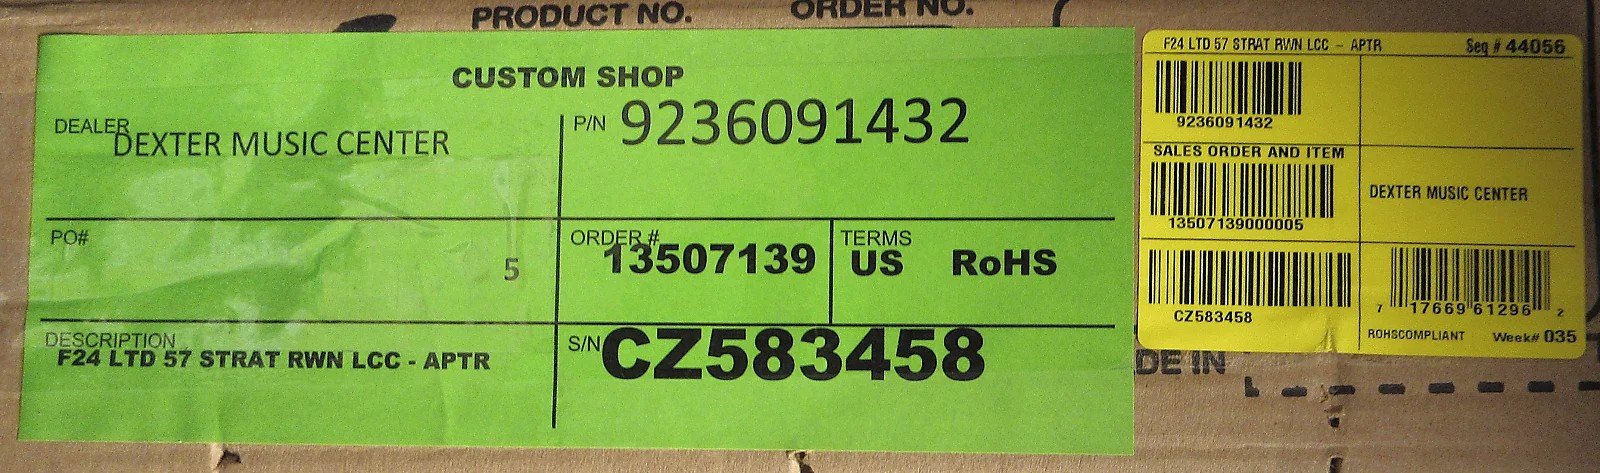 PRODUCT NO.
ORDER NO.
CUSTOM SHOP
DEALER
DEXTER MUSIC CENTER
P/N 9236091432
PO#
5
ORDER #
13507139
TERMS
US RoHS
DESCRIPTION
F24 LTD 57 STRAT RWN LCC - APTR
S/N CZ583458
F24 LTD 57 STRAT RWN LCC - APTR
Seq # 44056
9236091432
SALES ORDER AND ITEM
13507139000005
DEXTER MUSIC CENTER
CZ583458
7 17669 61296 2
ROHSCOMPLIANT
Week# 035
DE IN